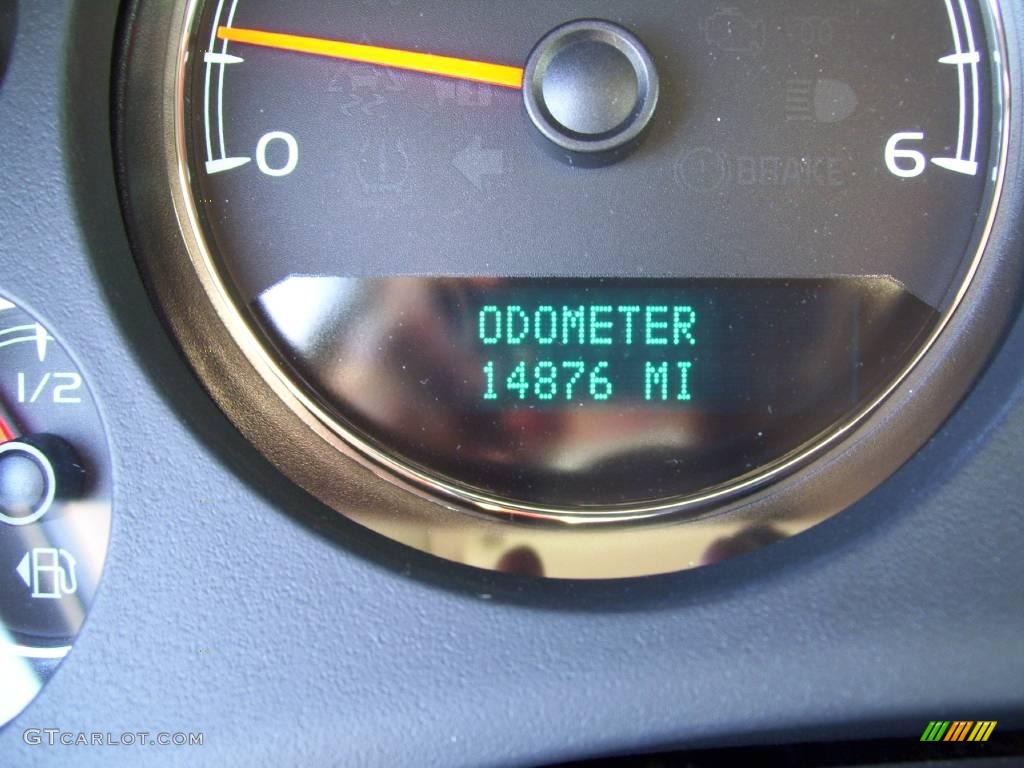 0
6
BRAKE
ODOMETER
14876 MI
1/2
GTCARLOT.COM